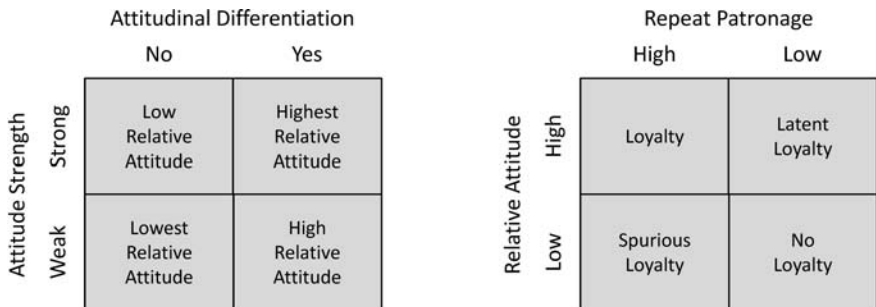 Attitudinal Differentiation
No Yes
Attitude Strength
Strong
Weak
Low
Relative
Attitude
Highest
Relative
Attitude
Lowest
Relative
Attitude
High
Relative
Attitude
Repeat Patronage
High Low
Relative Attitude
High
Low
Loyalty
Latent
Loyalty
Spurious
Loyalty
No
Loyalty